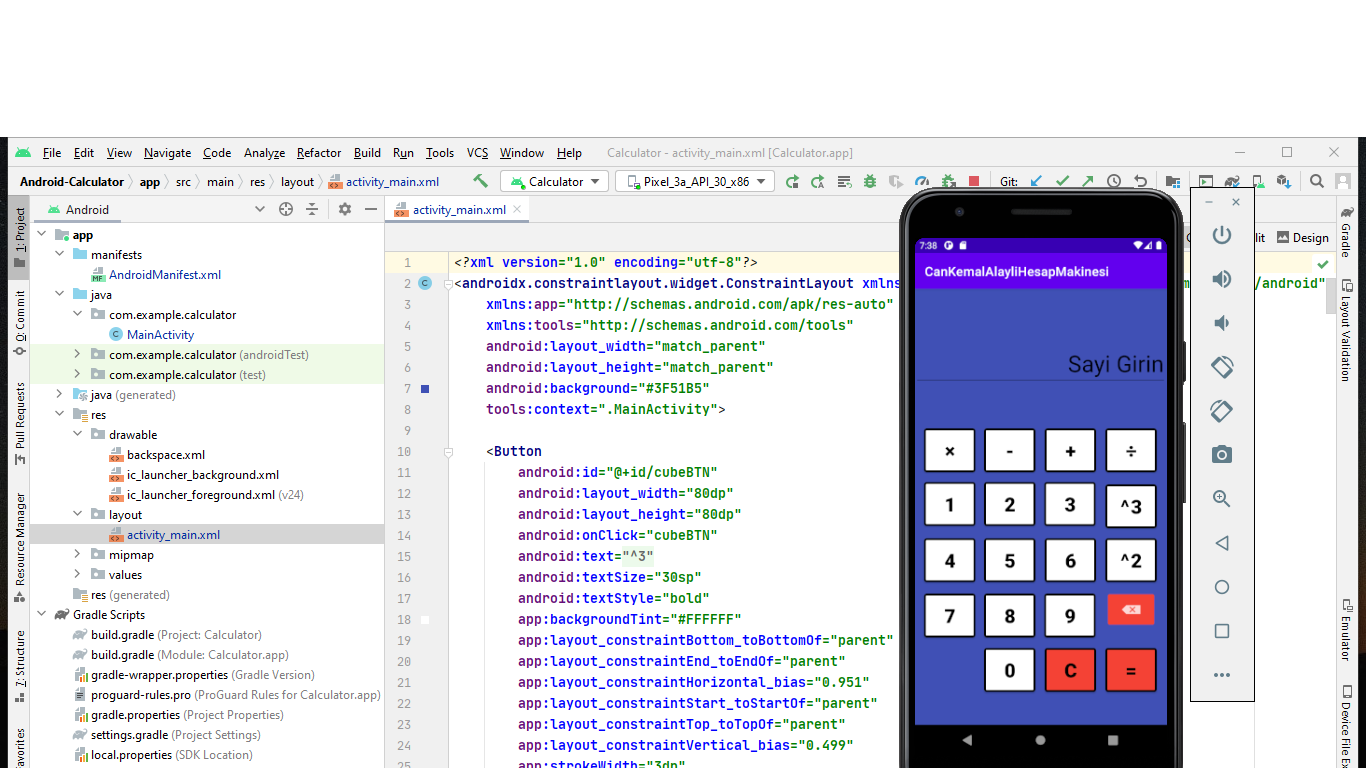 File Edit View Navigate Code Analyze Refactor Build Run Tools VCS Window Help Calculator - activity_main.xml [Calculator.app]
Android-Calculator app src main res layout activity_main.xml Calculator Pixel_3a_API_30_x86 Git:
1: Project
0: Commit
Pull Requests
Resource Manager
7: Structure
Favorites
Android
app
manifests
AndroidManifest.xml
java
com.example.calculator
MainActivity
com.example.calculator (androidTest)
com.example.calculator (test)
java (generated)
res
drawable
backspace.xml
ic_launcher_background.xml
ic_launcher_foreground.xml (v24)
layout
activity_main.xml
mipmap
values
res (generated)
Gradle Scripts
build.gradle (Project: Calculator)
build.gradle (Module: Calculator.app)
gradle-wrapper.properties (Gradle Version)
proguard-rules.pro (ProGuard Rules for Calculator.app)
gradle.properties (Project Properties)
settings.gradle (Project Settings)
local.properties (SDK Location)
activity_main.xml
Design
1 <?xml version="1.0" encoding="utf-8"?>
2 <androidx.constraintlayout.widget.ConstraintLayout xmlns /android"
3 xmlns:app="http://schemas.android.com/apk/res-auto"
4 xmlns:tools="http://schemas.android.com/tools"
5 android:layout_width="match_parent"
6 android:layout_height="match_parent"
7 android:background="#3F51B5"
8 tools:context=".MainActivity">
9
10 <Button
11 android:id="@+id/cubeBTN"
12 android:layout_width="80dp"
13 android:layout_height="80dp"
14 android:onClick="cubeBTN"
15 android:text="^3"
16 android:textSize="30sp"
17 android:textStyle="bold"
18 app:backgroundTint="#FFFFFF"
19 app:layout_constraintBottom_toBottomOf="parent"
20 app:layout_constraintEnd_toEndOf="parent"
21 app:layout_constraintHorizontal_bias="0.951"
22 app:layout_constraintStart_toStartOf="parent"
23 app:layout_constraintTop_toTopOf="parent"
24 app:layout_constraintVertical_bias="0.499"
25 app:strokeWidth="3dp"
7:38
CanKemalAlayliHesapMakinesi
Sayi Girin
× - + ÷
1 2 3 ^3
4 5 6 ^2
7 8 9
0 C =
Gradle
Layout Validation
Emulator
Device File Ex